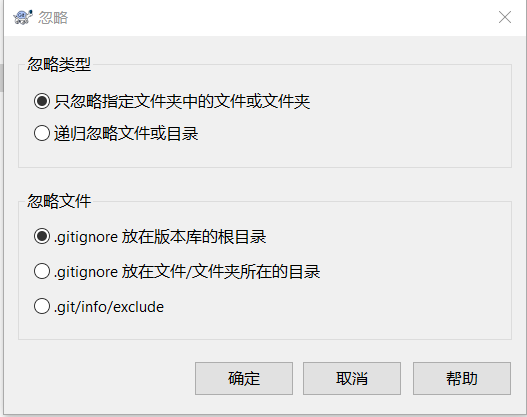 忽略
忽略类型
只忽略指定文件夹中的文件或文件夹
递归忽略文件或目录
忽略文件
.gitignore 放在版本库的根目录
.gitignore 放在文件/文件夹所在的目录
.git/info/exclude
确定 取消 帮助